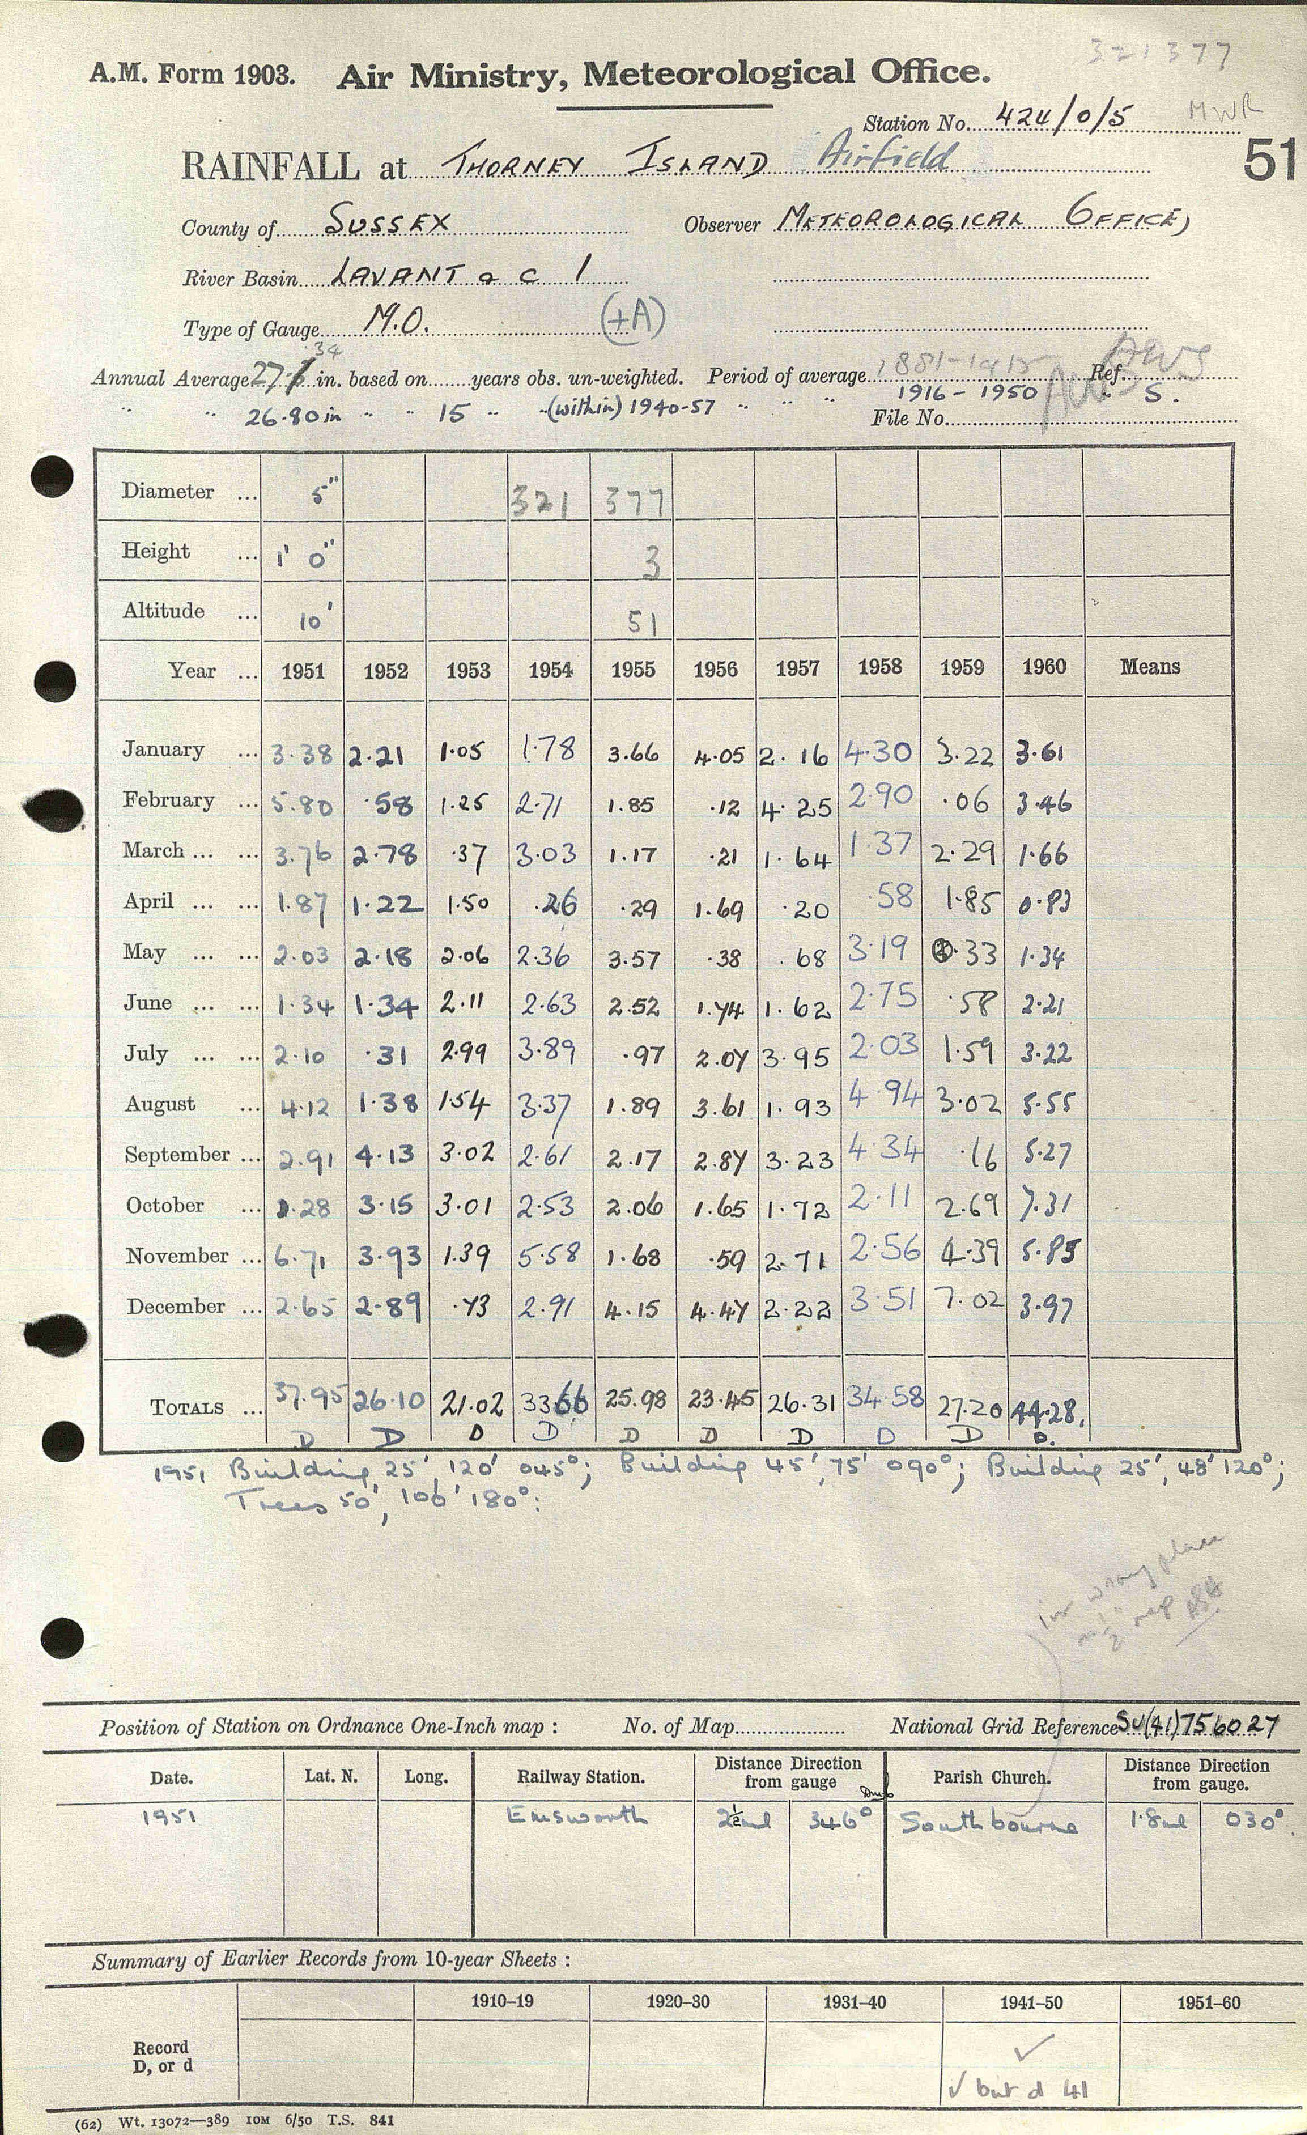 321377
A.M. Form 1903. Air Ministry, Meteorological Office.
Station No. 424/0/5 MWR
RAINFALL at THORNEY ISLAND Airfield
51
County of SUSSEX Observer METEOROLOGICAL OFFICE,
River Basin LAVANT & C 1
Type of Gauge M.O. (+A)
34
Annual Average 27. in. based on years obs. un-weighted. Period of average 1881-1915 Ref. AWS
" " 26.80 in " " 15 " (within) 1940-57 " " " 1916-1950 " S.
File No.
Diameter ... 5" 321 377
Height ... 1' 0" 3
Altitude ... 10' 51
Year ... 1951 1952 1953 1954 1955 1956 1957 1958 1959 1960 Means
January ... 3.38 2.21 1.05 1.78 3.66 4.05 2.16 4.30 3.22 3.61
February ... 5.80 .58 1.25 2.71 1.85 .12 4.25 2.90 .06 3.46
March ... ... 3.76 2.78 .37 3.03 1.17 .21 1.64 1.37 2.29 1.66
April ... ... 1.87 1.22 1.50 .26 .29 1.69 .20 .58 1.85 0.83
May ... ... 2.03 2.18 2.06 2.36 3.57 .38 .68 3.19 .33 1.34
June ... ... 1.34 1.34 2.11 2.63 2.52 1.74 1.62 2.75 .58 2.21
July ... ... 2.10 .31 2.99 3.89 .97 2.07 3.95 2.03 1.59 3.22
August ... 4.12 1.38 1.54 3.37 1.89 3.61 1.93 4.94 3.02 5.55
September ... 2.91 4.13 3.02 2.61 2.17 2.87 3.23 4.34 .16 5.27
October ... 1.28 3.15 3.01 2.53 2.06 1.65 1.72 2.11 2.69 7.31
November ... 6.71 3.93 1.39 5.58 1.68 .59 2.71 2.56 4.39 5.85
December ... 2.65 2.89 .73 2.91 4.15 4.47 2.22 3.51 7.02 3.97
TOTALS ... 37.95 26.10 21.02 33.66 25.98 23.45 26.31 34.58 27.20 44.28.
D D D D D D D D D D.
1951 Building 25', 120' 045°; Building 45', 75' 090°; Building 25', 48' 120°;
Trees 50', 100' 180°:
in wrong place
on ½" map
Position of Station on Ordnance One-Inch map : No. of Map National Grid Reference SU(41)756027
Date. Lat. N. Long. Railway Station. Distance Direction from gauge Parish Church. Distance Direction from gauge.
1951 Emsworth 2½ml 346° Southbourne 1.8ml 030°.
Summary of Earlier Records from 10-year Sheets :
1910–19 1920–30 1931–40 1941–50 1951–60
Record D, or d ✓
✓ but d 41
(62) Wt. 13072—389 10M 6/50 T.S. 841